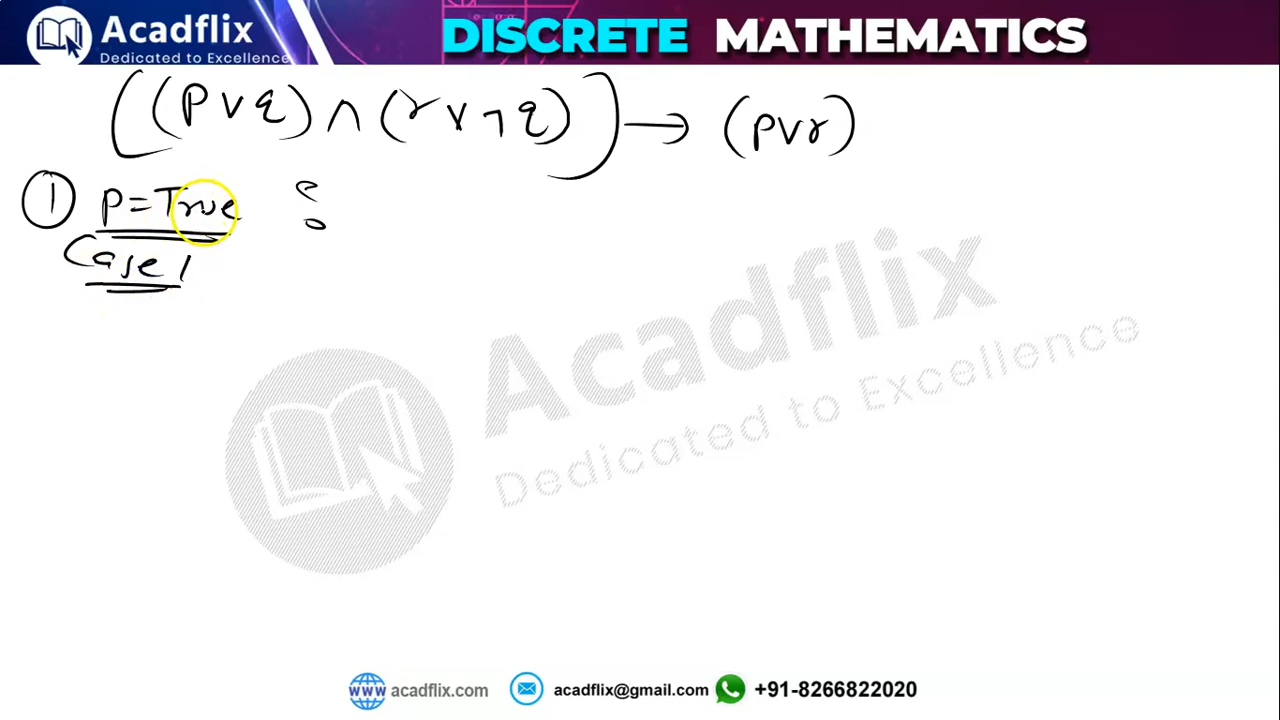 Acadflix
Dedicated to Excellence
DISCRETE MATHEMATICS
((p∨q)∧(r∨¬q))→(p∨r)
① P=True :
Case 1
Acadflix
Dedicated to Excellence
www acadflix.com acadflix@gmail.com +91-8266822020